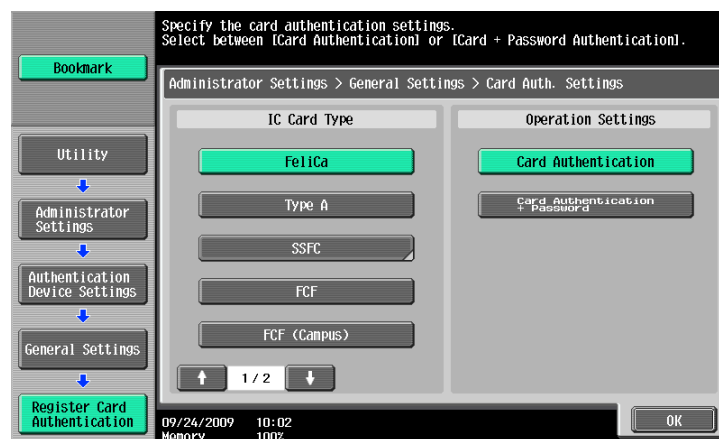 Specify the card authentication settings.
Select between [Card Authentication] or [Card + Password Authentication].
Bookmark
Administrator Settings > General Settings > Card Auth. Settings
IC Card Type
Operation Settings
Utility
Administrator
Settings
Authentication
Device Settings
General Settings
Register Card
Authentication
FeliCa
Type A
SSFC
FCF
FCF (Campus)
1/2
Card Authentication
Card Authentication
+ Password
09/24/2009 10:02
Memory 100%
OK